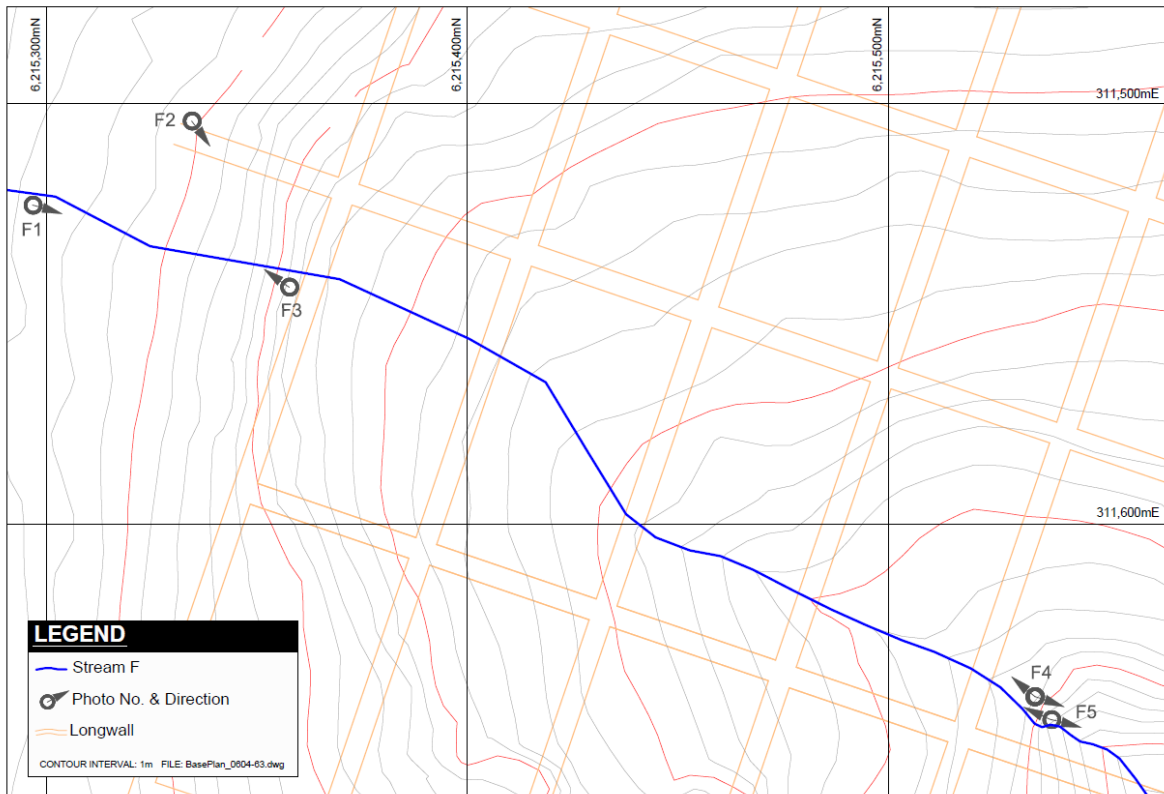 6,215,300mN
6,215,400mN
6,215,500mN
311,500mE
F2
F1
F3
311,600mE
F4
F5
LEGEND
Stream F
Photo No. & Direction
Longwall
CONTOUR INTERVAL: 1m FILE: BasePlan_0604-63.dwg